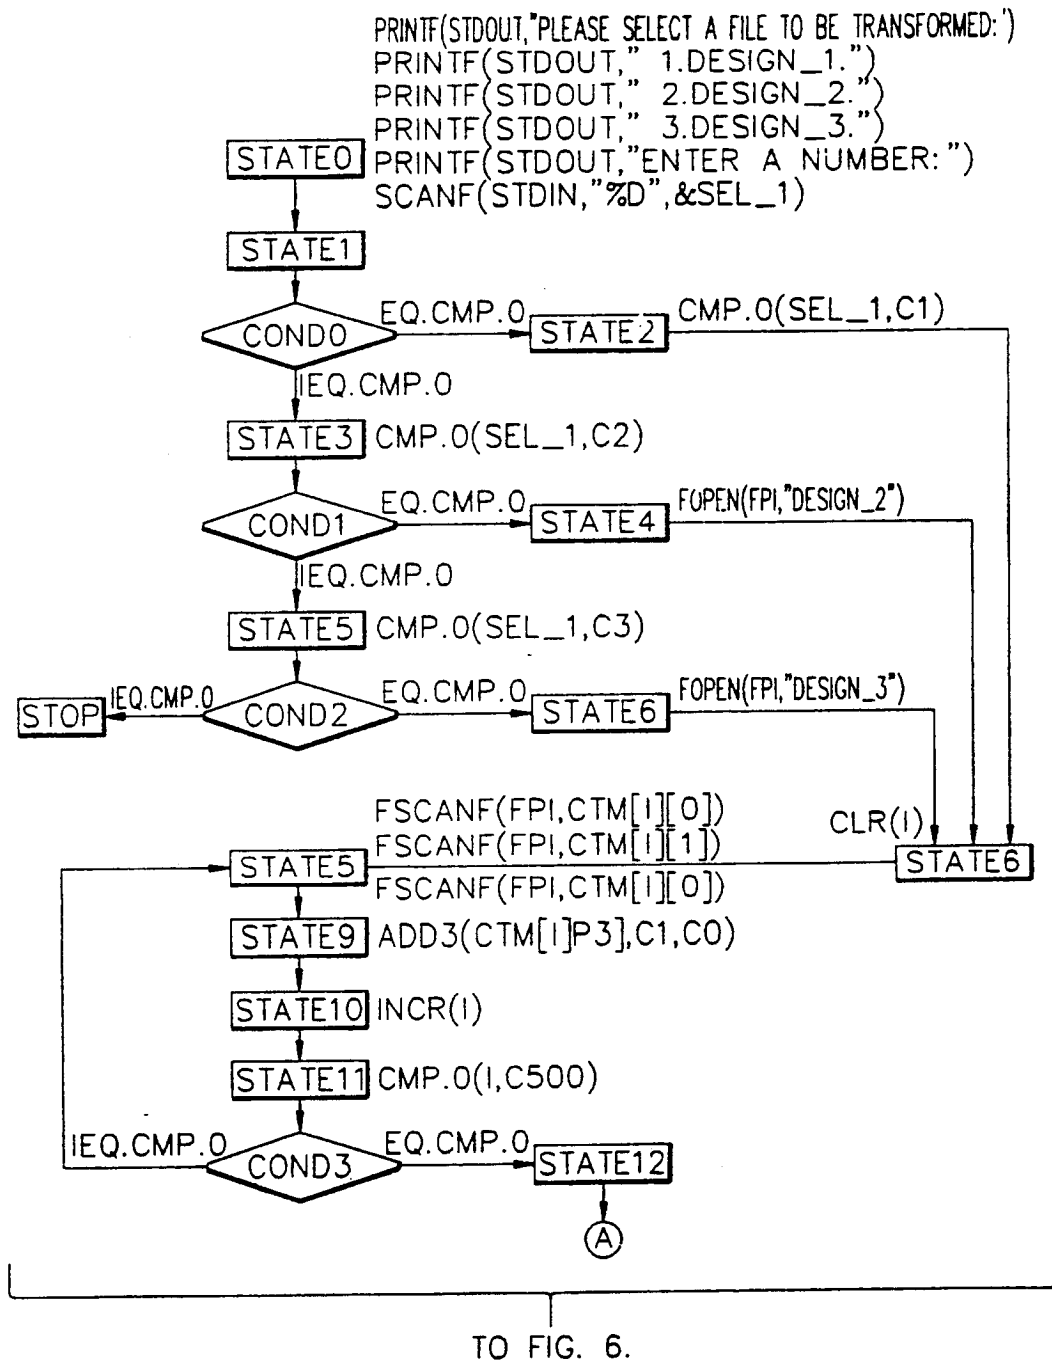 PRINTF(STDOUT,"PLEASE SELECT A FILE TO BE TRANSFORMED:')
PRINTF(STDOUT," 1.DESIGN_1.")
PRINTF(STDOUT," 2.DESIGN_2.")
PRINTF(STDOUT," 3.DESIGN_3.")
STATE0 PRINTF(STDOUT,"ENTER A NUMBER:")
SCANF(STDIN,"%D",&SEL_1)
STATE1
COND0 EQ.CMP.0 STATE2 CMP.0(SEL_1,C1)
IEQ.CMP.0
STATE3 CMP.0(SEL_1,C2)
COND1 EQ.CMP.0 STATE4 FOPEN(FPI,"DESIGN_2")
IEQ.CMP.0
STATE5 CMP.0(SEL_1,C3)
STOP IEQ.CMP.0 COND2 EQ.CMP.0 STATE6 FOPEN(FPI,"DESIGN_3")
FSCANF(FPI,CTM[I][0])
CLR(I)
FSCANF(FPI,CTM[I][1])
STATE5 STATE6
FSCANF(FPI,CTM[I][0])
STATE9 ADD3(CTM[I]P3],C1,C0)
STATE10 INCR(I)
STATE11 CMP.0(I,C500)
IEQ.CMP.0 COND3 EQ.CMP.0 STATE12
A
TO FIG. 6.